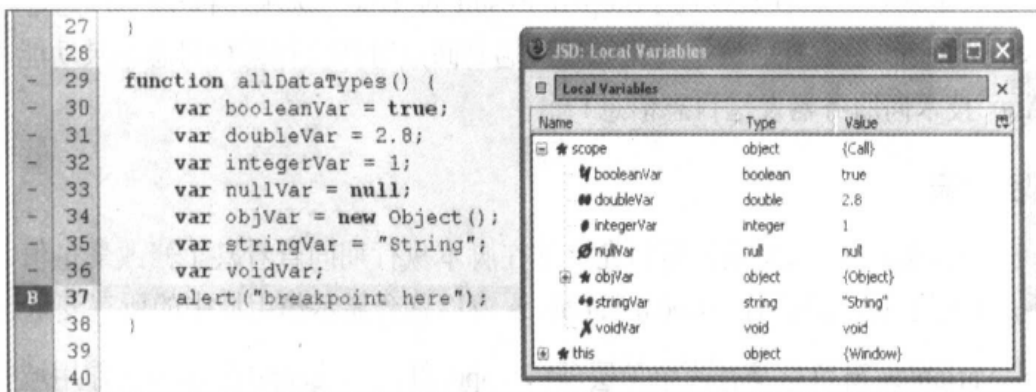 27 }
28
- 29 function allDataTypes() {
- 30 var booleanVar = true;
- 31 var doubleVar = 2.8;
- 32 var integerVar = 1;
- 33 var nullVar = null;
- 34 var objVar = new Object();
- 35 var stringVar = "String";
- 36 var voidVar;
B 37 alert("breakpoint here");
38 }
39
40
JSD: Local Variables
Local Variables
Name Type Value
scope object {Call}
booleanVar boolean true
doubleVar double 2.8
integerVar integer 1
nullVar null null
objVar object {Object}
stringVar string "String"
voidVar void void
this object {Window}